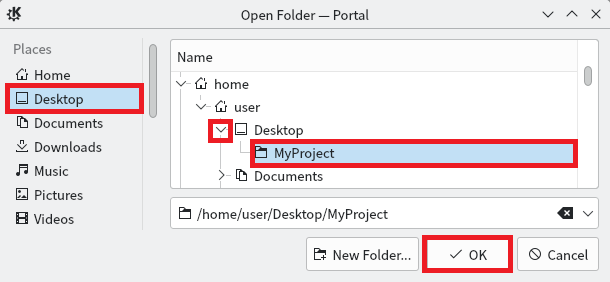 Open Folder — Portal
Places
Home
Desktop
Documents
Downloads
Music
Pictures
Videos
Name
home
user
Desktop
MyProject
Documents
/home/user/Desktop/MyProject
New Folder...
OK
Cancel